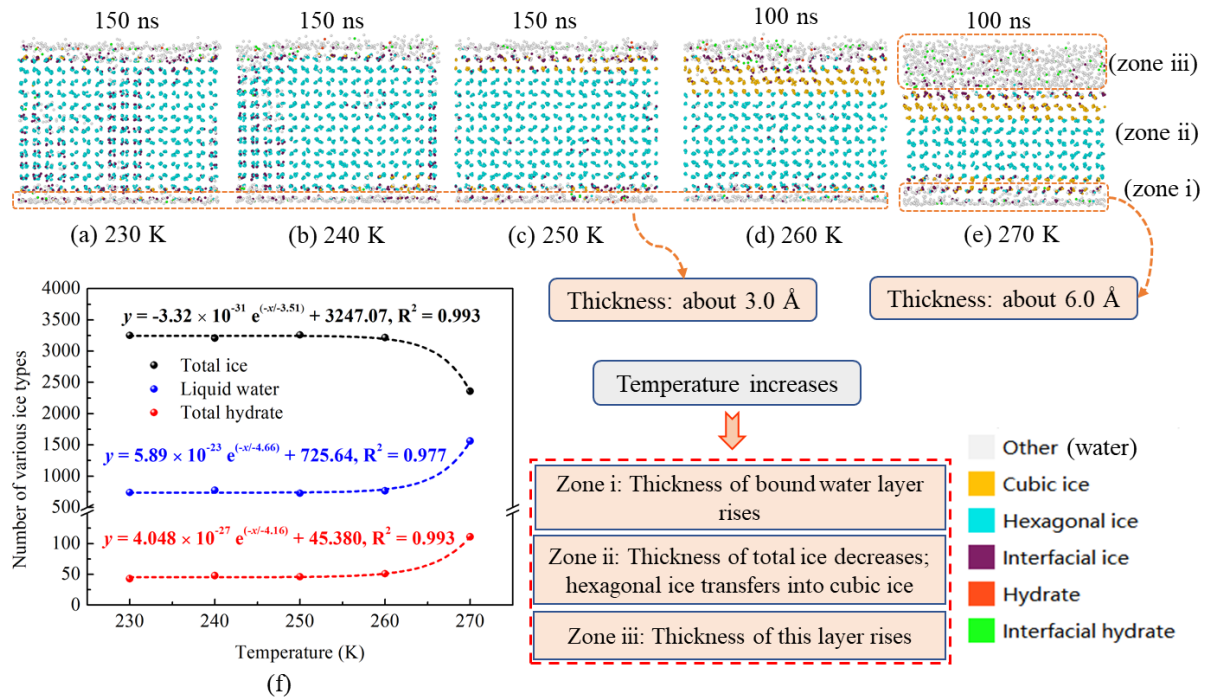 150 ns
150 ns
150 ns
100 ns
100 ns
(zone iii)
(zone ii)
(zone i)
(a) 230 K
(b) 240 K
(c) 250 K
(d) 260 K
(e) 270 K
Thickness: about 3.0 Å
Thickness: about 6.0 Å
Number of various ice types
4000
3500
3000
2500
2000
1500
1000
500
100
50
0
y = -3.32 × 10⁻³¹ e^(-x/-3.51) + 3247.07, R² = 0.993
Total ice
Liquid water
Total hydrate
y = 5.89 × 10⁻²³ e^(-x/-4.66) + 725.64, R² = 0.977
y = 4.048 × 10⁻²⁷ e^(-x/-4.16) + 45.380, R² = 0.993
230
240
250
260
270
Temperature (K)
(f)
Temperature increases
Zone i: Thickness of bound water layer
rises
Zone ii: Thickness of total ice decreases;
hexagonal ice transfers into cubic ice
Zone iii: Thickness of this layer rises
Other (water)
Cubic ice
Hexagonal ice
Interfacial ice
Hydrate
Interfacial hydrate